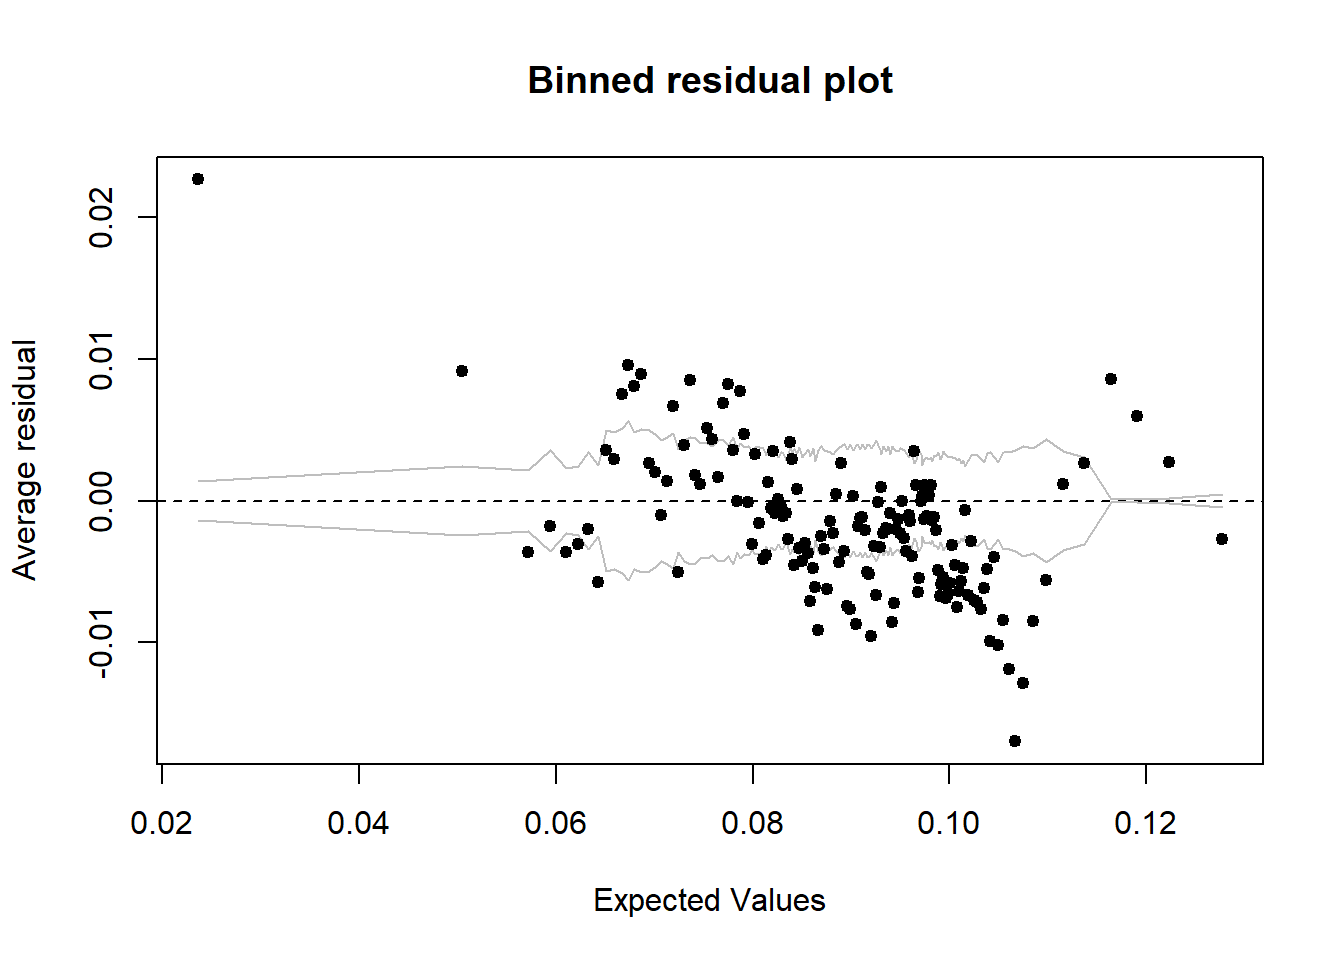 Binned residual plot
Average residual
0.02
0.01
0.00
-0.01
0.02 0.04 0.06 0.08 0.10 0.12
Expected Values